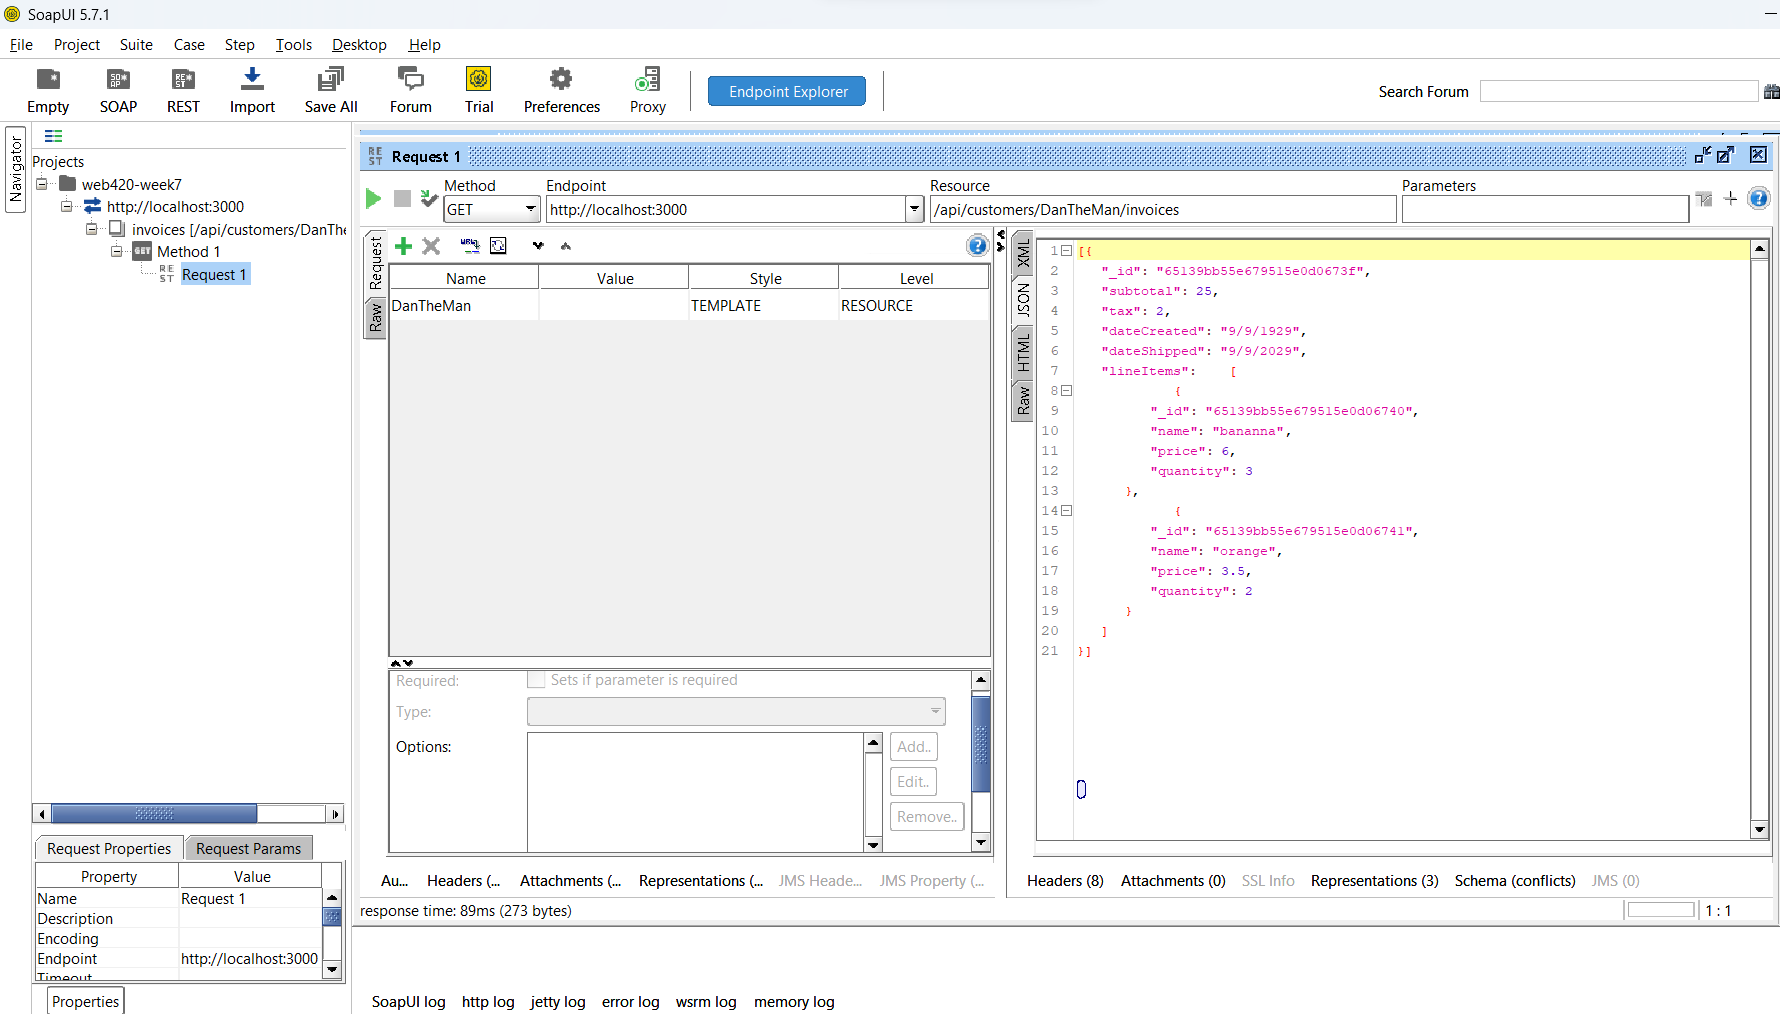 SoapUI 5.7.1
File Project Suite Case Step Tools Desktop Help
Empty SOAP REST Import Save All Forum Trial Preferences Proxy Endpoint Explorer Search Forum
Navigator
Projects
web420-week7
http://localhost:3000
invoices [/api/customers/DanThe
GET Method 1
REST Request 1
REST Request 1
Method Endpoint Resource Parameters
GET http://localhost:3000 /api/customers/DanTheMan/invoices
Request
Raw
Name Value Style Level
DanTheMan TEMPLATE RESOURCE
Required: Sets if parameter is required
Type:
Options: Add..
Edit..
Remove..
XML
JSON
HTML
Raw
1 [{
2 "_id": "65139bb55e679515e0d0673f",
3 "subtotal": 25,
4 "tax": 2,
5 "dateCreated": "9/9/1929",
6 "dateShipped": "9/9/2029",
7 "lineItems": [
8 {
9 "_id": "65139bb55e679515e0d06740",
10 "name": "bananna",
11 "price": 6,
12 "quantity": 3
13 },
14 {
15 "_id": "65139bb55e679515e0d06741",
16 "name": "orange",
17 "price": 3.5,
18 "quantity": 2
19 }
20 ]
21 }]
Au... Headers (... Attachments (... Representations (... JMS Heade... JMS Property (...
Headers (8) Attachments (0) SSL Info Representations (3) Schema (conflicts) JMS (0)
response time: 89ms (273 bytes) 1 : 1
Request Properties Request Params
Property Value
Name Request 1
Description
Encoding
Endpoint http://localhost:3000
Timeout
Properties
SoapUI log http log jetty log error log wsrm log memory log